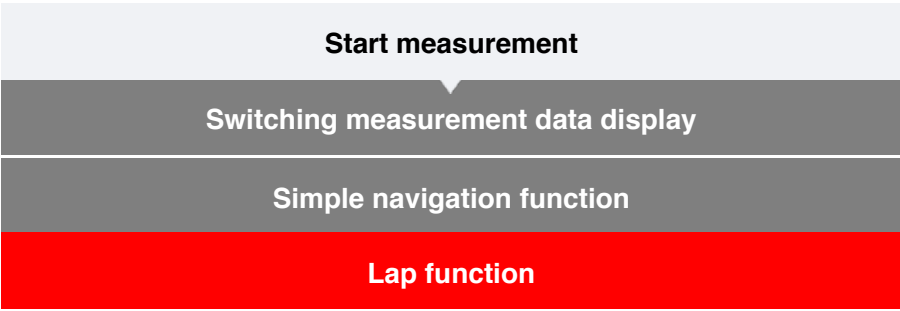 Start measurement
Switching measurement data display
Simple navigation function
Lap function